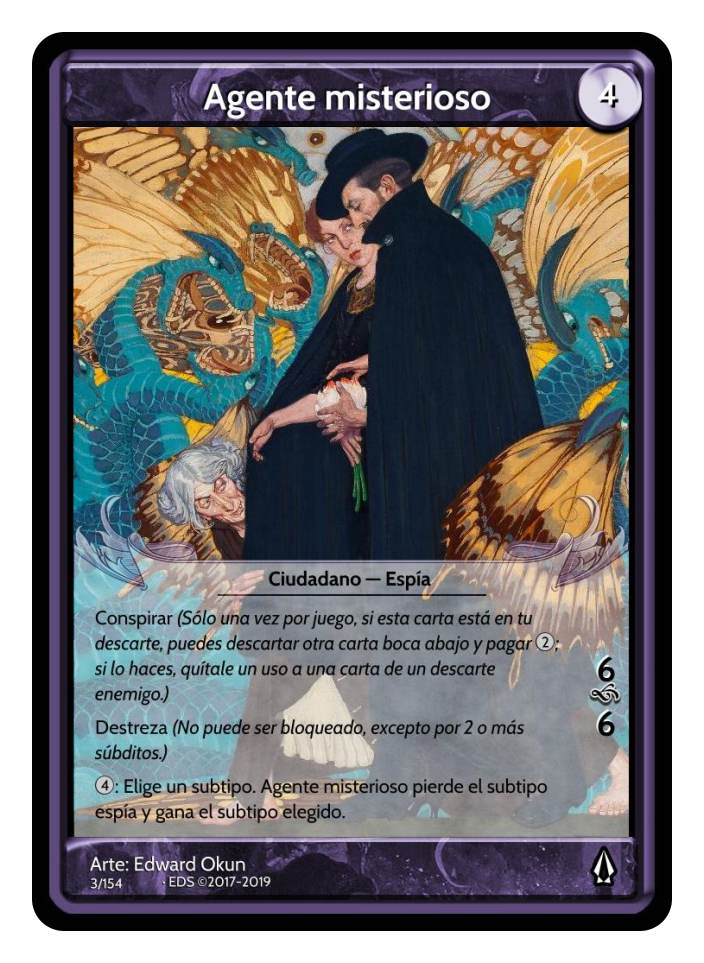 Agente misterioso
4
Ciudadano — Espía
Conspirar (Sólo una vez por juego, si esta carta está en tu
descarte, puedes descartar otra carta boca abajo y pagar 2;
si lo haces, quítale un uso a una carta de un descarte
enemigo.)
Destreza (No puede ser bloqueado, excepto por 2 o más
súbditos.)
4: Elige un subtipo. Agente misterioso pierde el subtipo
espía y gana el subtipo elegido.
6
6
Arte: Edward Okun
3/154 · EDS ©2017-2019